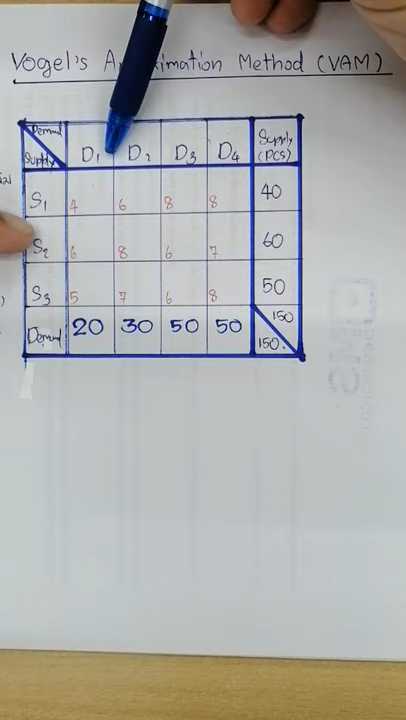 Vogel's A ximation Method (VAM)
Demand Supply D1 D2 D3 D4 Supply (PCS)
S1 4 6 8 8 40
S2 6 8 6 7 60
S3 5 7 6 8 50
Demand 20 30 50 50 150 150.